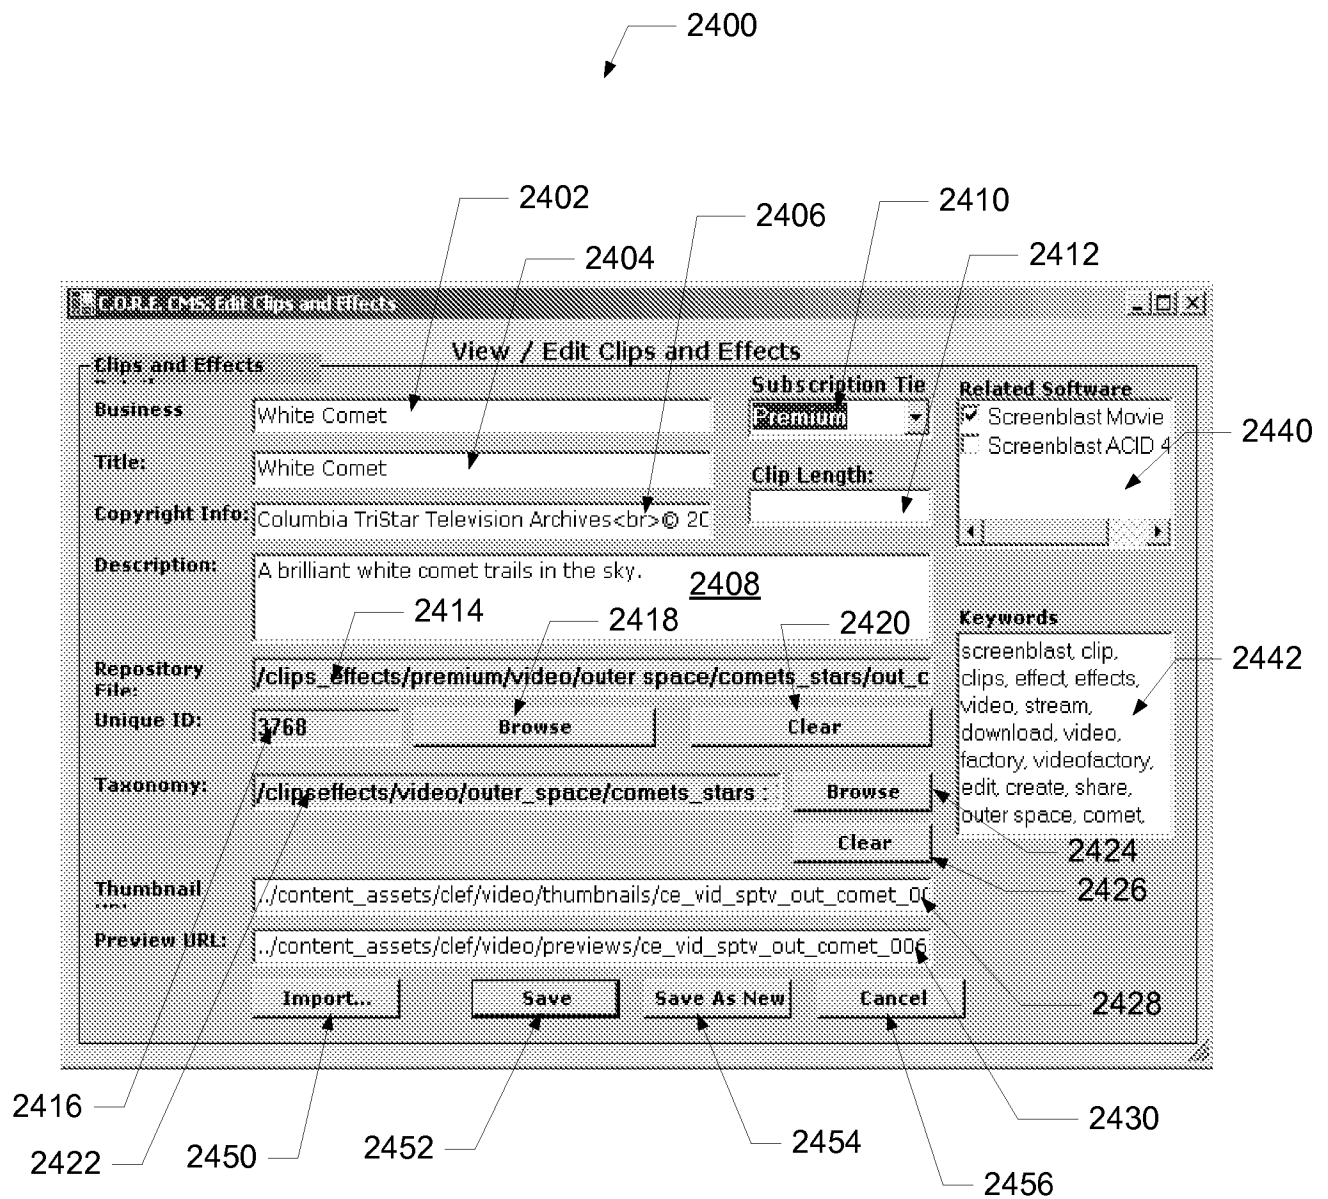 2400
2402
2406
2410
2404
2412
C.O.R.E. CMS: Edit Clips and Effects
View / Edit Clips and Effects
Clips and Effects
Subscription Tie
Related Software
Business
White Comet
Premium
Screenblast Movie
Screenblast ACID 4
2440
Title:
White Comet
Clip Length:
Copyright Info:
Columbia TriStar Television Archives<br>© 20
Description:
A brilliant white comet trails in the sky.
2408
2414
2418
2420
Keywords
screenblast, clip,
clips, effect, effects,
video, stream,
download, video,
factory, videofactory,
edit, create, share,
outer space, comet,
2442
Repository
File:
/clips_effects/premium/video/outer space/comets_stars/out_c
Unique ID:
3768
Browse
Clear
Taxonomy:
/clipseffects/video/outer_space/comets_stars :
Browse
Clear
2424
2426
Thumbnail
../content_assets/clef/video/thumbnails/ce_vid_sptv_out_comet_00
Preview URL:
../content_assets/clef/video/previews/ce_vid_sptv_out_comet_006
Import...
Save
Save As New
Cancel
2428
2416
2422
2450
2452
2454
2430
2456